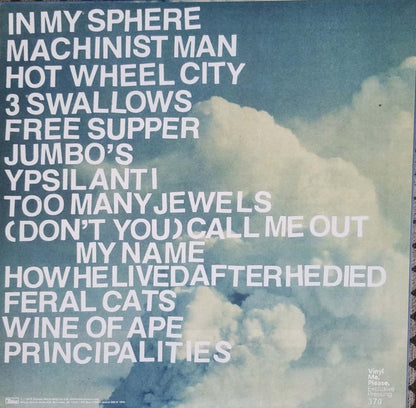 IN MY SPHERE
MACHINIST MAN
HOT WHEEL CITY
3 SWALLOWS
FREE SUPPER
JUMBO'S
YPSILANTI
TOO MANY JEWELS
(DON'T YOU) CALL ME OUT
MY NAME
HOW HE LIVED AFTER HE DIED
FERAL CATS
WINE OF APE
PRINCIPALITIES
Vinyl
Me,
Please.
Exclusive
Pressing
370